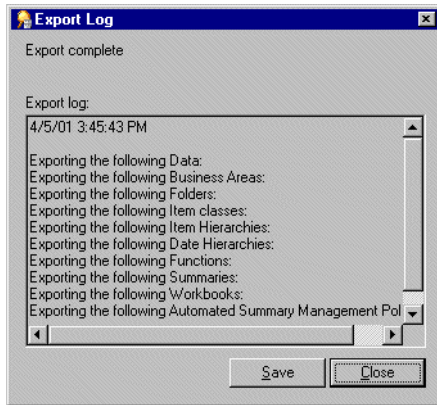 Export Log
Export complete
Export log:
4/5/01 3:45:43 PM
Exporting the following Data:
Exporting the following Business Areas:
Exporting the following Folders:
Exporting the following Item classes:
Exporting the following Item Hierarchies:
Exporting the following Date Hierarchies:
Exporting the following Functions:
Exporting the following Summaries:
Exporting the following Workbooks:
Exporting the following Automated Summary Management Pol
Save Close